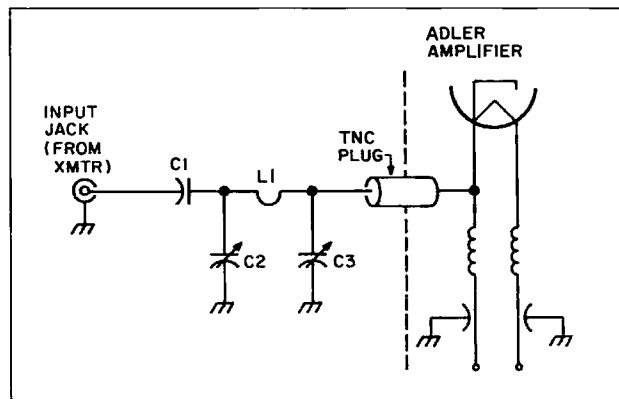 ADLER
AMPLIFIER
INPUT
JACK
(FROM
XMTR)
C1
L1
TNC
PLUG
C2
C3